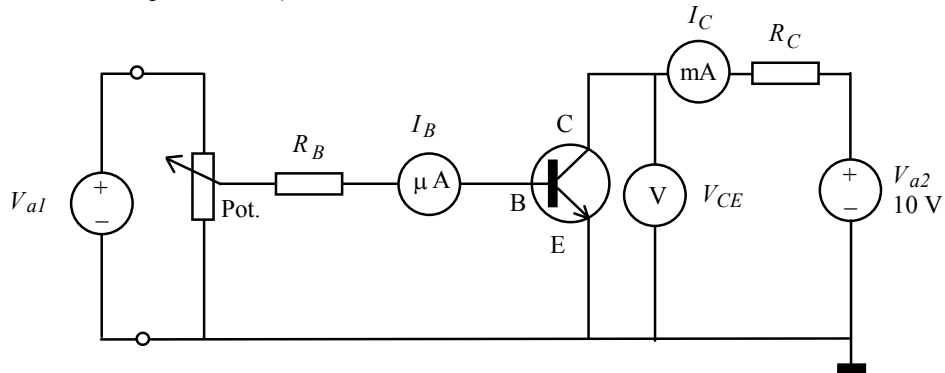 I_C
R_C
mA
C
I_B
R_B
μ A
+
−
V_a1
Pot.
B
E
V
V_CE
+
−
V_a2
10 V